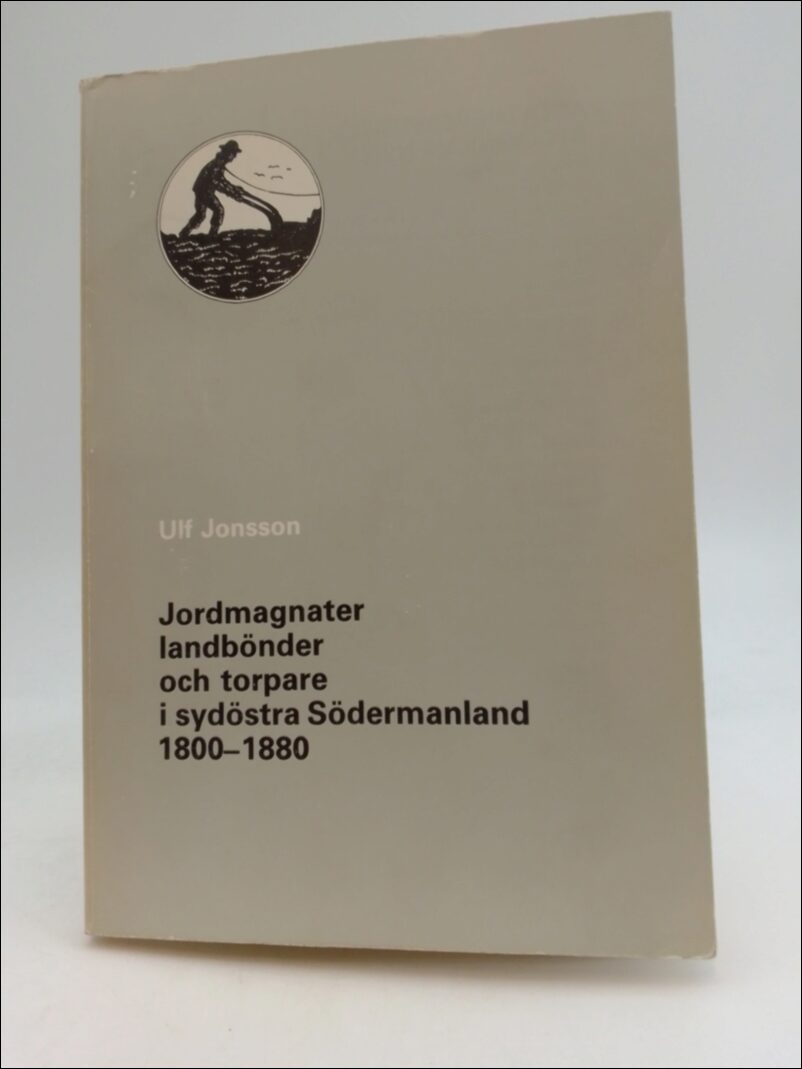 Ulf Jonsson
Jordmagnater
landbönder
och torpare
i sydöstra Södermanland
1800–1880